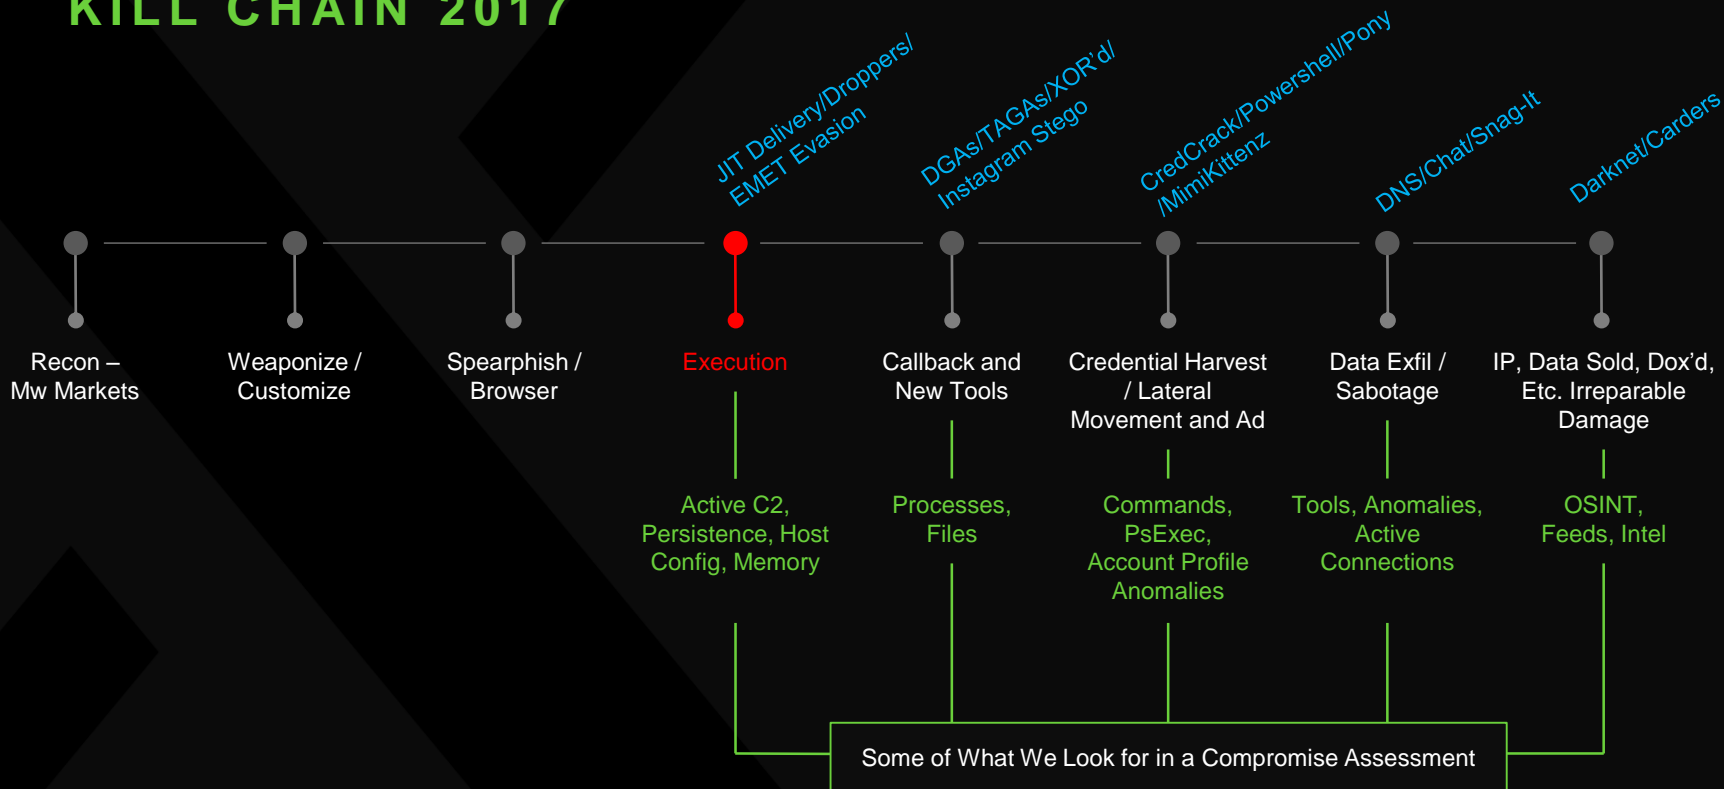 KILL CHAIN 2017
JIT Delivery/Droppers/
EMET Evasion
DGAs/TAGAs/XOR'd/
Instagram Stego
CredCrack/Powershell/Pony
/MimiKittenz
DNS/Chat/Snag-It
Darknet/Carders
Recon –
Mw Markets
Weaponize /
Customize
Spearphish /
Browser
Execution
Callback and
New Tools
Credential Harvest
/ Lateral
Movement and Ad
Data Exfil /
Sabotage
IP, Data Sold, Dox'd,
Etc. Irreparable
Damage
Active C2,
Persistence, Host
Config, Memory
Processes,
Files
Commands,
PsExec,
Account Profile
Anomalies
Tools, Anomalies,
Active
Connections
OSINT,
Feeds, Intel
Some of What We Look for in a Compromise Assessment